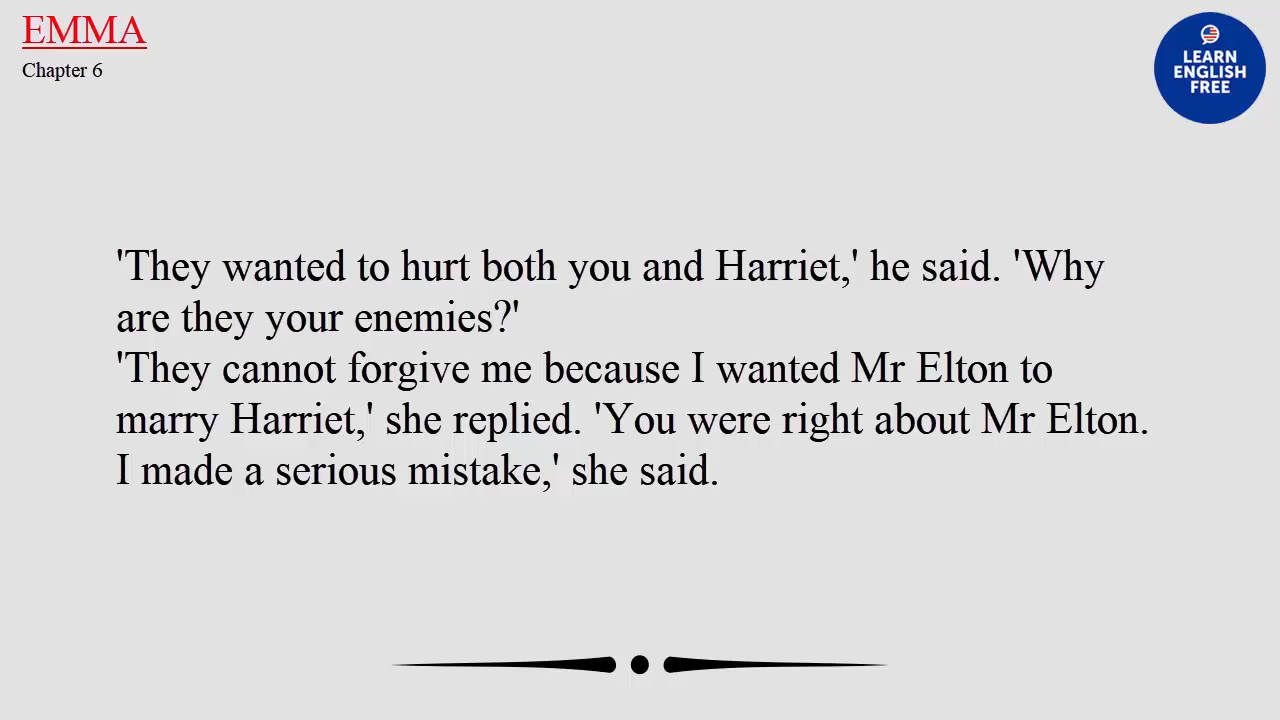 EMMA
Chapter 6
LEARN
ENGLISH
FREE
'They wanted to hurt both you and Harriet,' he said. 'Why
are they your enemies?'
'They cannot forgive me because I wanted Mr Elton to
marry Harriet,' she replied. 'You were right about Mr Elton.
I made a serious mistake,' she said.